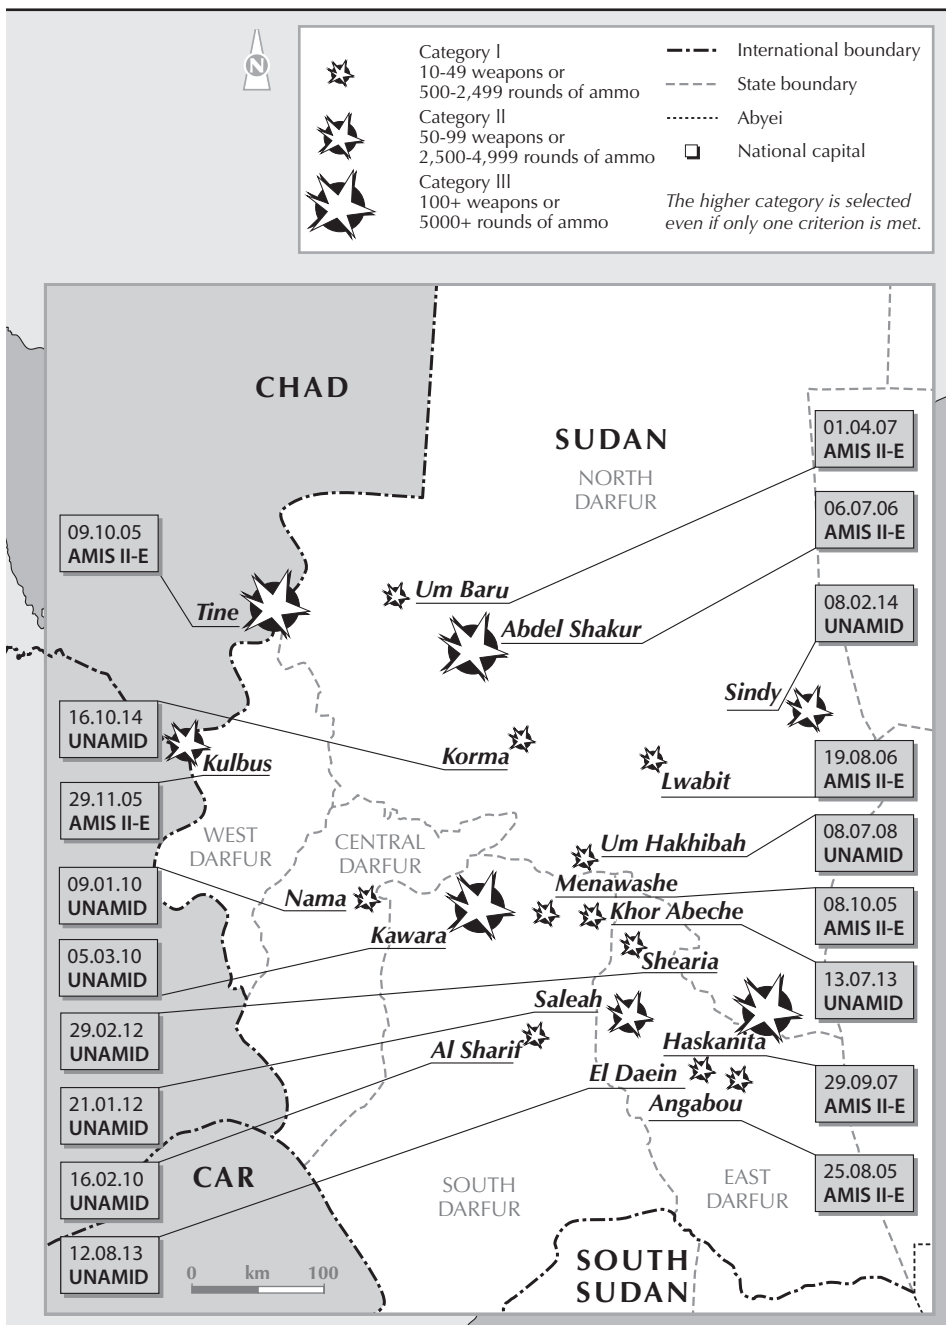 N
Category I
10-49 weapons or
500-2,499 rounds of ammo
Category II
50-99 weapons or
2,500-4,999 rounds of ammo
Category III
100+ weapons or
5000+ rounds of ammo
International boundary
State boundary
Abyei
National capital
The higher category is selected
even if only one criterion is met.
CHAD
SUDAN
NORTH
DARFUR
01.04.07
AMIS II-E
06.07.06
AMIS II-E
09.10.05
AMIS II-E
Tine
Um Baru
Abdel Shakur
08.02.14
UNAMID
Sindy
16.10.14
UNAMID
Kulbus
Korma
Lwabit
19.08.06
AMIS II-E
29.11.05
AMIS II-E
WEST
DARFUR
CENTRAL
DARFUR
Um Hakhibah
08.07.08
UNAMID
09.01.10
UNAMID
Nama
Menawashe
08.10.05
AMIS II-E
Khor Abeche
Kawara
05.03.10
UNAMID
Shearia
13.07.13
UNAMID
29.02.12
UNAMID
Saleah
Al Sharif
Haskanita
El Daein
Angabou
29.09.07
AMIS II-E
21.01.12
UNAMID
16.02.10
UNAMID
CAR
SOUTH
DARFUR
EAST
DARFUR
25.08.05
AMIS II-E
12.08.13
UNAMID
0 km 100
SOUTH
SUDAN